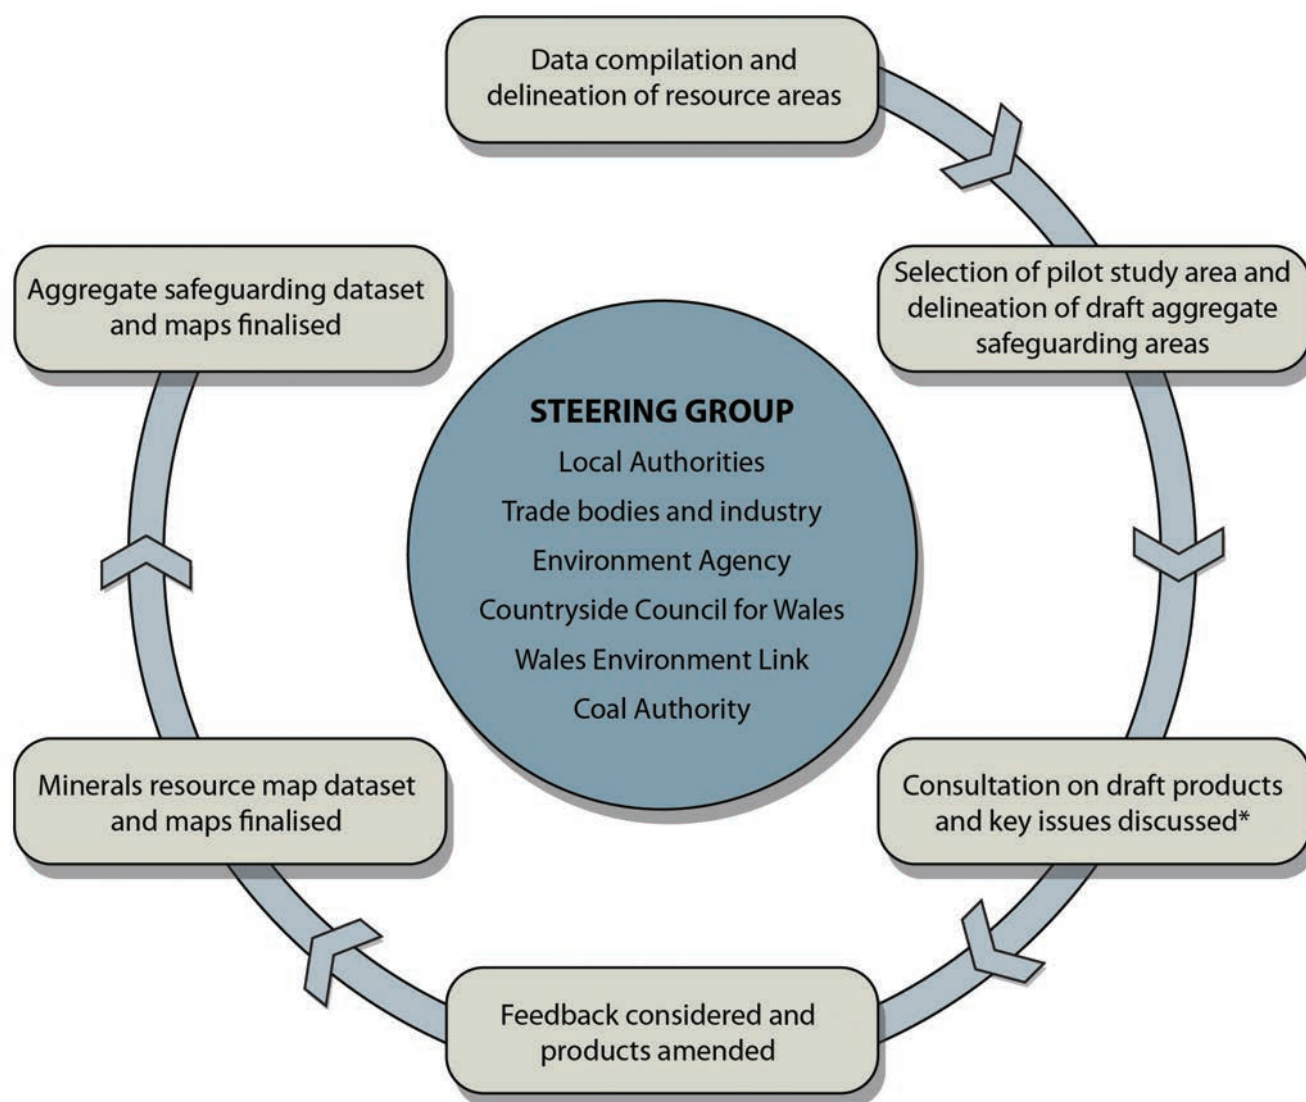 Data compilation and
delineation of resource areas
Selection of pilot study area and
delineation of draft aggregate
safeguarding areas
Consultation on draft products
and key issues discussed*
Feedback considered and
products amended
Minerals resource map dataset
and maps finalised
Aggregate safeguarding dataset
and maps finalised
STEERING GROUP
Local Authorities
Trade bodies and industry
Environment Agency
Countryside Council for Wales
Wales Environment Link
Coal Authority